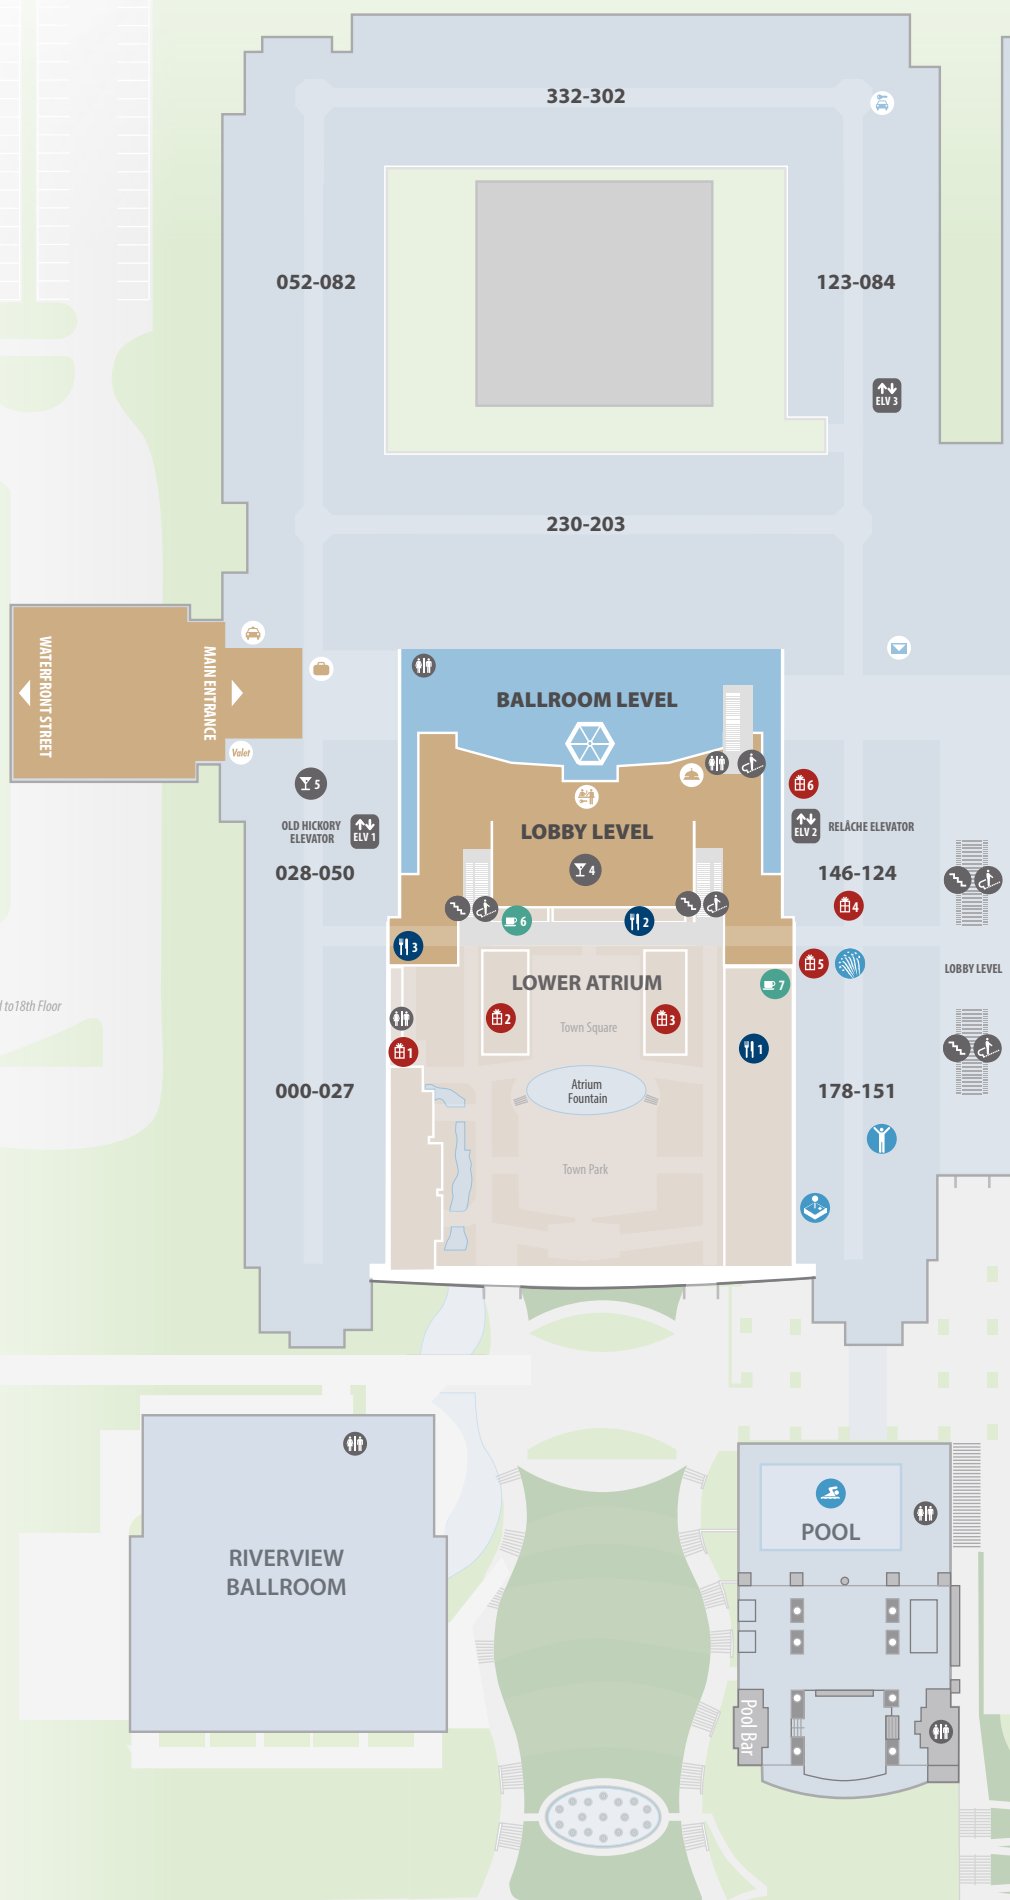 332-302
052-082
123-084
ELV 3
230-203
WATERFRONT STREET
MAIN ENTRANCE
Valet
BALLROOM LEVEL
5
6
OLD HICKORY
ELEVATOR
ELV 1
LOBBY LEVEL
ELV 2
RELÂCHE ELEVATOR
028-050
4
146-124
4
6
2
3
5
LOBBY LEVEL
LOWER ATRIUM
7
l to18th Floor
2
Town Square
3
1
1
000-027
Atrium
Fountain
178-151
Town Park
POOL
RIVERVIEW
BALLROOM
Pool Bar